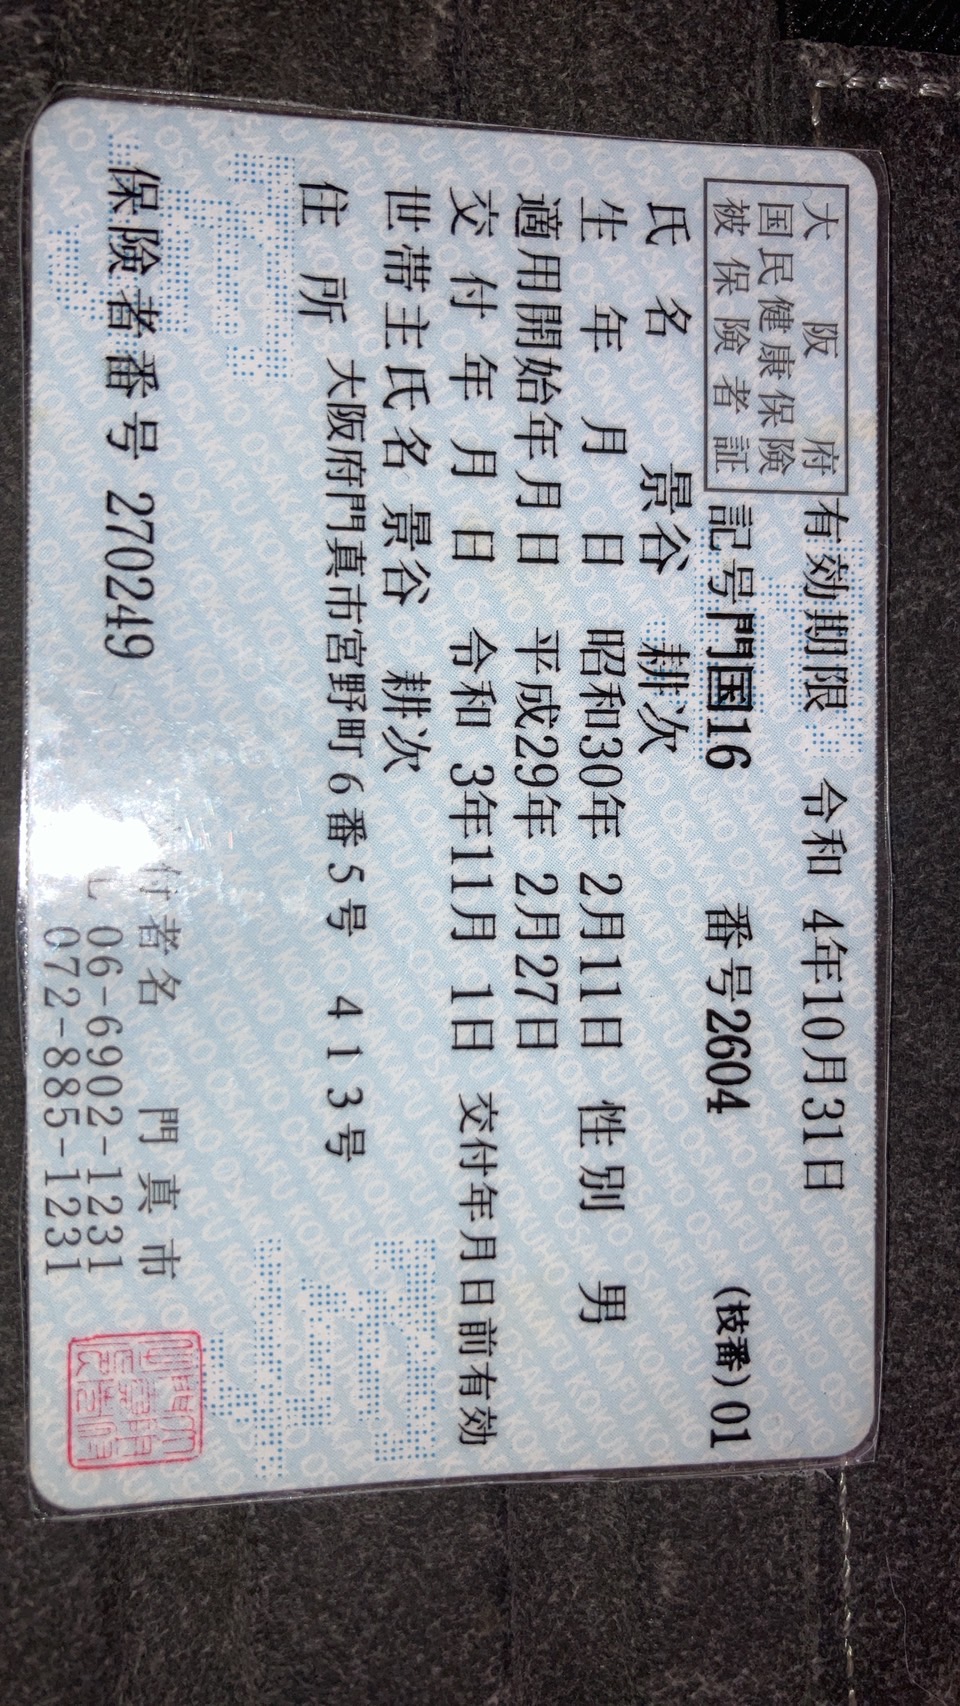 大阪府
国民健康保険
被保険者証
有効期限 令和 4年10月31日
記号門国16 番号2604 (枝番)01
氏名 景谷 耕次
生年月日 昭和30年 2月11日 性別 男
適用開始年月日 平成29年 2月27日
交付年月日 令和 3年11月 1日 交付年月日前有効
世帯主氏名 景谷 耕次
住所 大阪府門真市宮野町6番5号 413号
保険者番号 270249
者名 門真市
06-6902-1231
072-885-1231